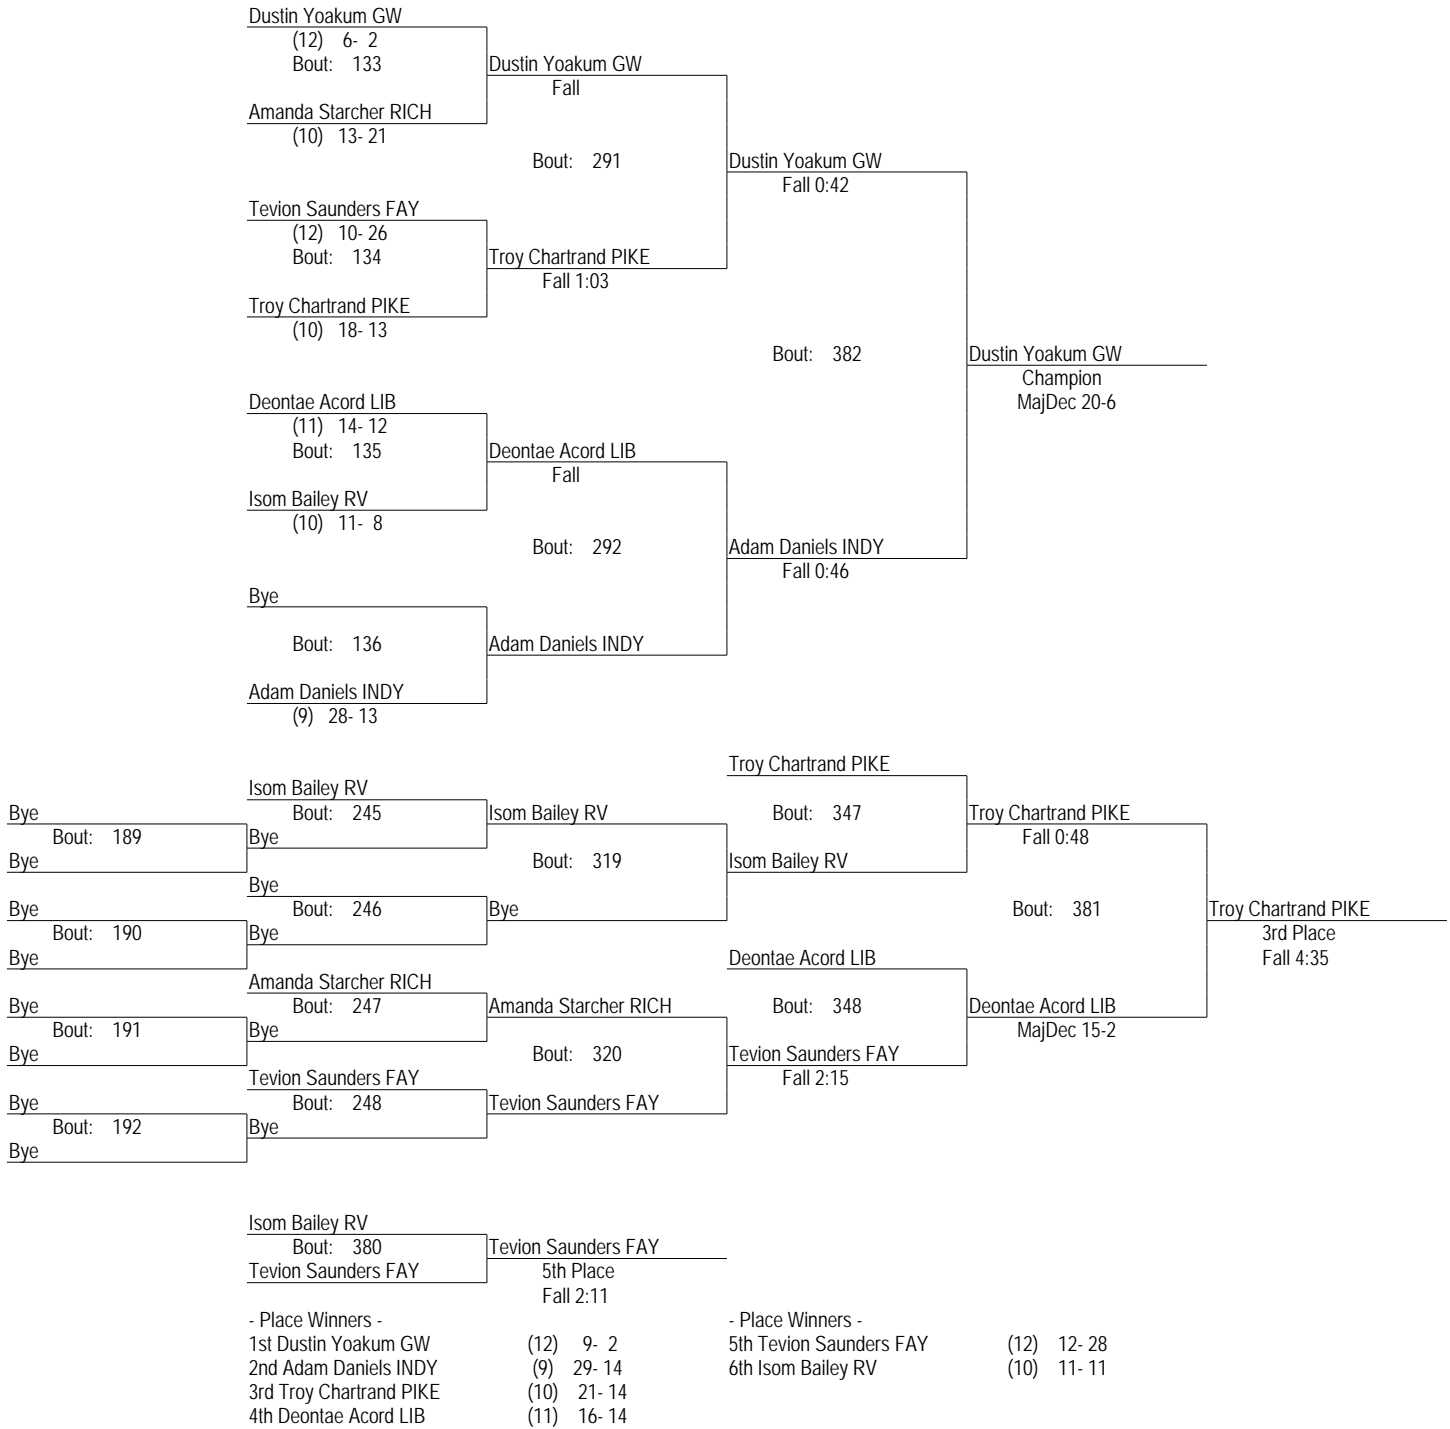 Dustin Yoakum GW
(12) 6- 2
Bout: 133
Dustin Yoakum GW
Fall
Amanda Starcher RICH
(10) 13- 21
Bout: 291
Dustin Yoakum GW
Fall 0:42
Tevion Saunders FAY
(12) 10- 26
Bout: 134
Troy Chartrand PIKE
Fall 1:03
Troy Chartrand PIKE
(10) 18- 13
Bout: 382
Dustin Yoakum GW
Champion
MajDec 20-6
Deontae Acord LIB
(11) 14- 12
Bout: 135
Deontae Acord LIB
Fall
Isom Bailey RV
(10) 11- 8
Bout: 292
Adam Daniels INDY
Fall 0:46
Bye
Bout: 136
Adam Daniels INDY
Adam Daniels INDY
(9) 28- 13
Troy Chartrand PIKE
Isom Bailey RV
Bye
Bout: 245
Isom Bailey RV
Bout: 347
Troy Chartrand PIKE
Bout: 189
Bye
Fall 0:48
Bye
Bout: 319
Isom Bailey RV
Bye
Bye
Bout: 246
Bye
Bout: 381
Troy Chartrand PIKE
Bout: 190
Bye
3rd Place
Bye
Deontae Acord LIB
Fall 4:35
Amanda Starcher RICH
Bye
Bout: 247
Amanda Starcher RICH
Bout: 348
Deontae Acord LIB
Bout: 191
Bye
MajDec 15-2
Bye
Bout: 320
Tevion Saunders FAY
Tevion Saunders FAY
Fall 2:15
Bye
Bout: 248
Tevion Saunders FAY
Bout: 192
Bye
Bye
Isom Bailey RV
Bout: 380
Tevion Saunders FAY
Tevion Saunders FAY
5th Place
Fall 2:11
- Place Winners -
1st Dustin Yoakum GW (12) 9- 2
2nd Adam Daniels INDY (9) 29- 14
3rd Troy Chartrand PIKE (10) 21- 14
4th Deontae Acord LIB (11) 16- 14
- Place Winners -
5th Tevion Saunders FAY (12) 12- 28
6th Isom Bailey RV (10) 11- 11